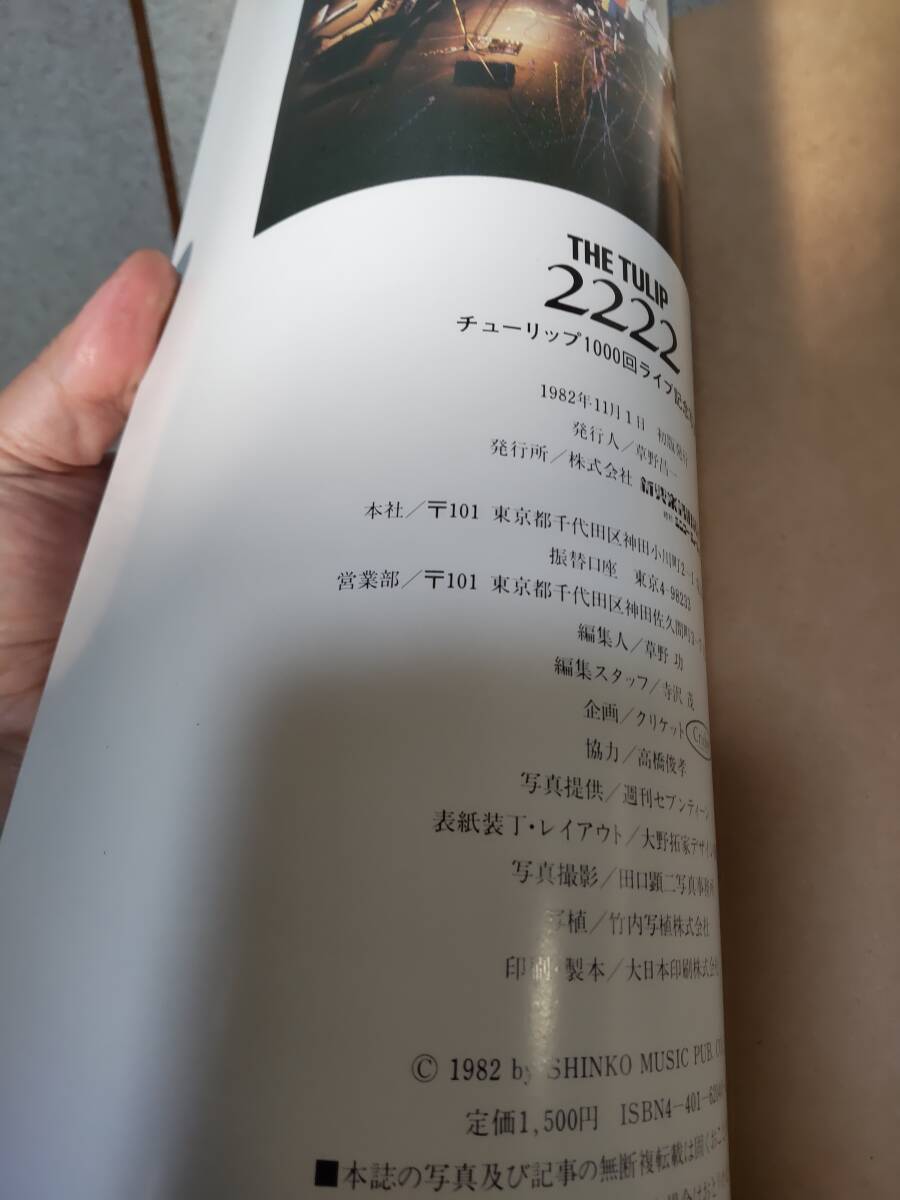 THE TULIP
2222
チューリップ1000回ライブ記念
1982年11月1日 初版発行
発行人/草野昌一
発行所/株式会社
本社/〒101 東京都千代田区神田小川町2-1
振替口座 東京4-98233
営業部/〒101 東京都千代田区神田佐久間町3-
編集人/草野 功
編集スタッフ/寺沢 茂
企画/クリケット
協力/高橋俊孝
写真提供/週刊セブンティーン
表紙装丁・レイアウト/大野拓家デザイン
写真撮影/田口顕二写真事務所
写植/竹内写植株式会社
印刷・製本/大日本印刷株式会社
© 1982 by SHINKO MUSIC PUB. CO
定価1,500円 ISBN4-401-6
■本誌の写真及び記事の無断複転載は固くおこ